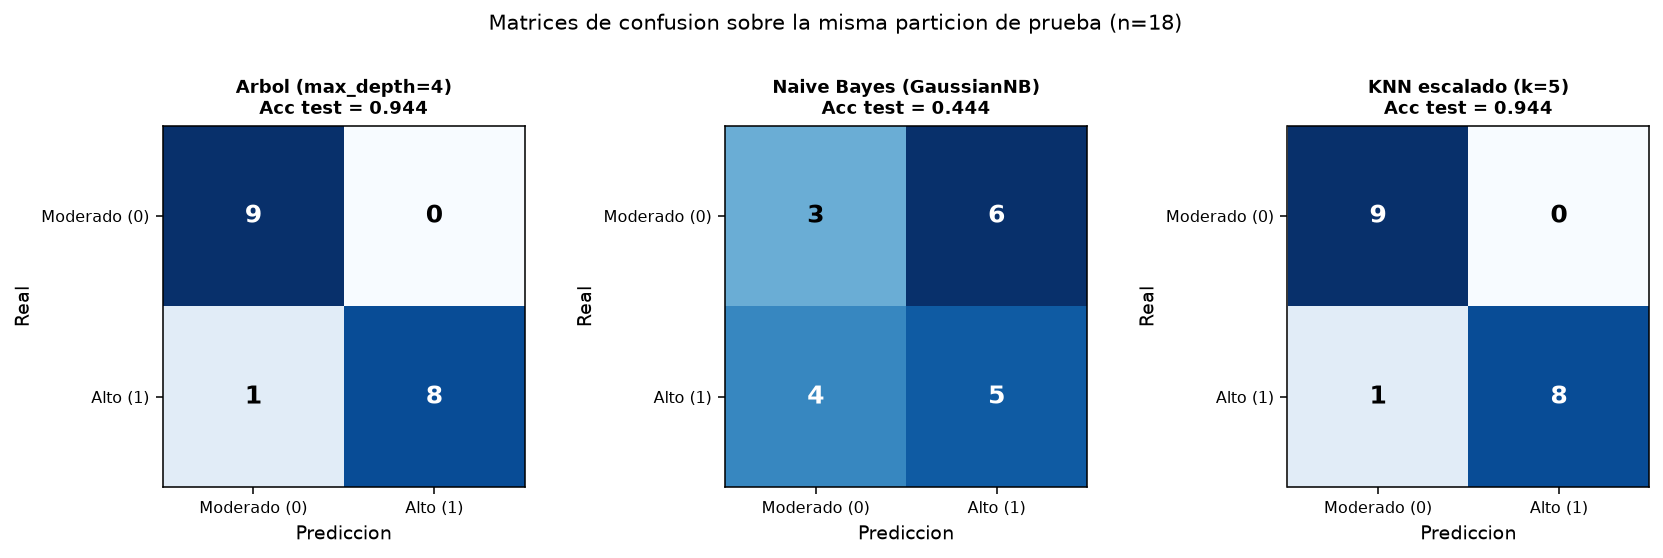 Matrices de confusion sobre la misma particion de prueba (n=18)
Arbol (max_depth=4)
Acc test = 0.944
Real
Moderado (0)
9
0
Alto (1)
1
8
Moderado (0)
Alto (1)
Prediccion
Naive Bayes (GaussianNB)
Acc test = 0.444
Real
Moderado (0)
3
6
Alto (1)
4
5
Moderado (0)
Alto (1)
Prediccion
KNN escalado (k=5)
Acc test = 0.944
Real
Moderado (0)
9
0
Alto (1)
1
8
Moderado (0)
Alto (1)
Prediccion